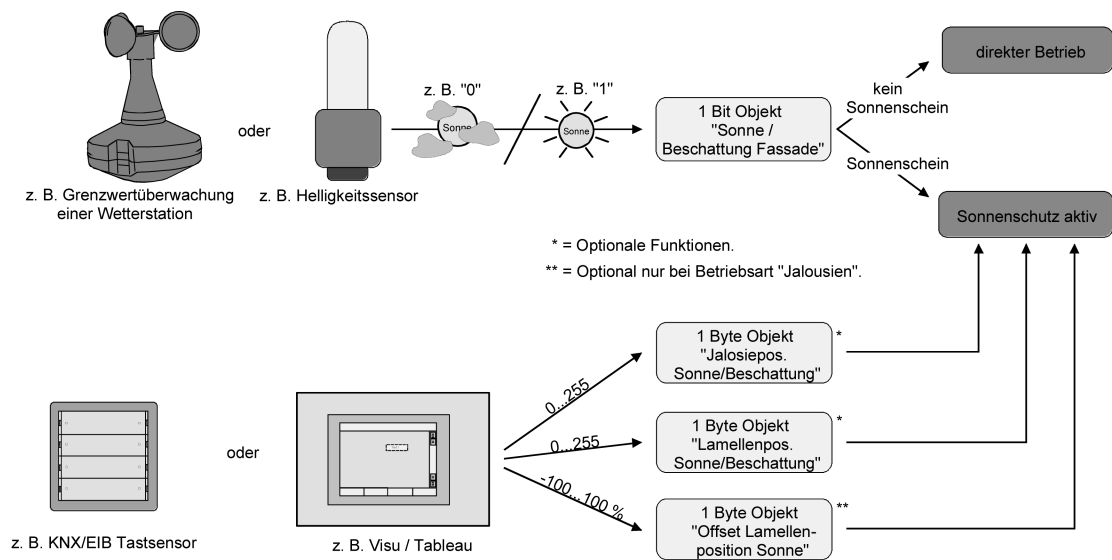 z. B. "0"
z. B. "1"
Sonne
Sonne
oder
z. B. Grenzwertüberwachung
einer Wetterstation
z. B. Helligkeitssensor
1 Bit Objekt
"Sonne /
Beschattung Fassade"
kein
Sonnenschein
Sonnenschein
direkter Betrieb
Sonnenschutz aktiv
* = Optionale Funktionen.
** = Optional nur bei Betriebsart "Jalousien".
oder
z. B. KNX/EIB Tastsensor
z. B. Visu / Tableau
0...255
0...255
-100...100 %
1 Byte Objekt
"Jalosiepos.
Sonne/Beschattung"
*
1 Byte Objekt
"Lamellenpos.
Sonne/Beschattung"
*
1 Byte Objekt
"Offset Lamellen-
position Sonne"
**